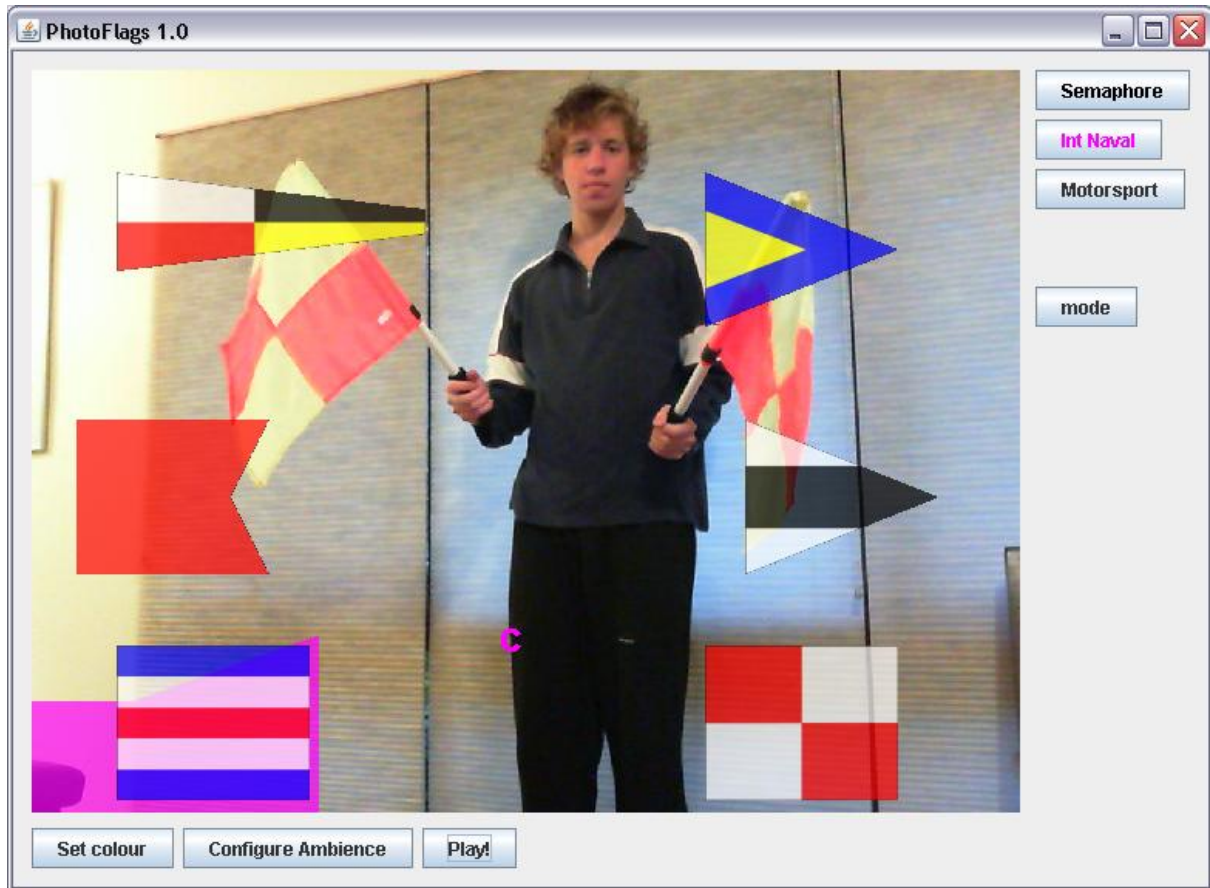 PhotoFlags 1.0
Semaphore
Int Naval
Motorsport
mode
C
Set colour
Configure Ambience
Play!